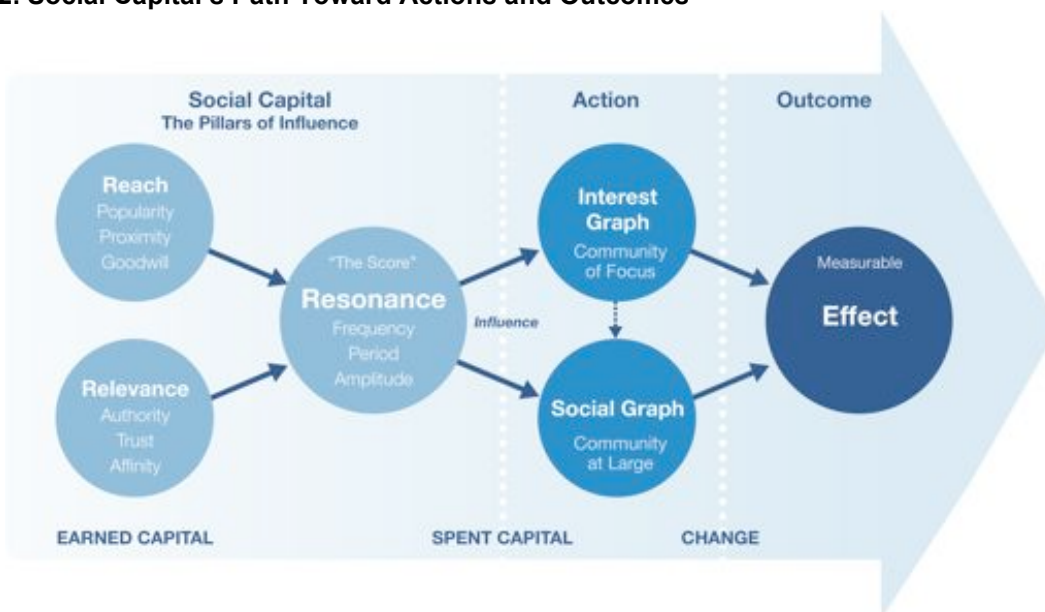 2. Social Capital's Path Toward Actions and Outcomes
Social Capital
The Pillars of Influence
Action
Outcome
Reach
Popularity
Proximity
Goodwill
Relevance
Authority
Trust
Affinity
"The Score"
Resonance
Frequency
Period
Amplitude
Influence
Interest
Graph
Community
of Focus
Social Graph
Community
at Large
Measurable
Effect
EARNED CAPITAL
SPENT CAPITAL
CHANGE